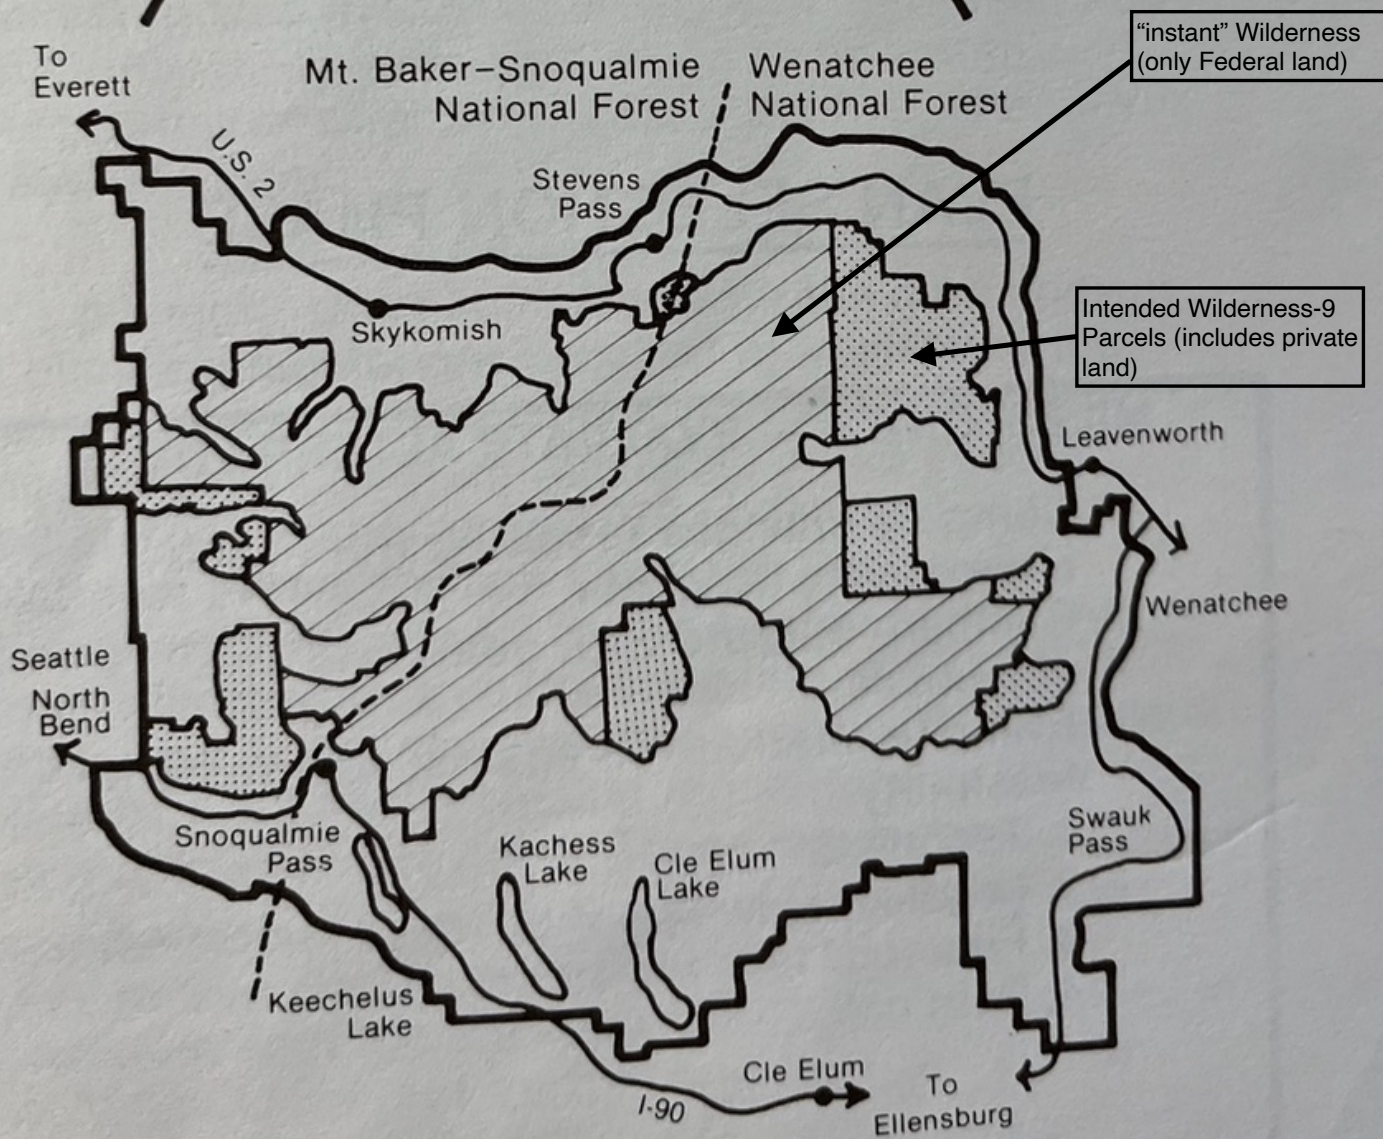 To
Everett
U.S. 2
Mt. Baker–Snoqualmie
National Forest
Wenatchee
National Forest
"instant" Wilderness
(only Federal land)
Stevens
Pass
Skykomish
Intended Wilderness-9
Parcels (includes private
land)
Leavenworth
Wenatchee
Seattle
North
Bend
Snoqualmie
Pass
Kachess
Lake
Cle Elum
Lake
Swauk
Pass
Keechelus
Lake
Cle Elum
I-90
To
Ellensburg